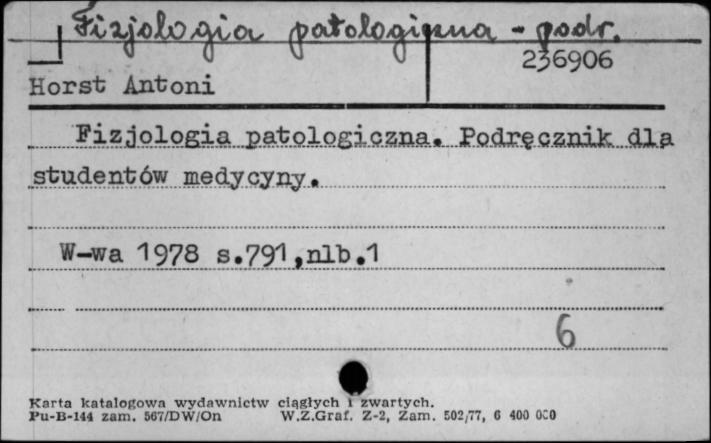 Fizjologia patologiczna - podr.
236906
Horst Antoni
Fizjologia patologiczna. Podręcznik dla
studentów medycyny.
W-wa 1978 s.791,nlb.1
6
Karta katalogowa wydawnictw ciągłych i zwartych.
Pu-B-144 zam. 567/DW/On W.Z.Graf. Z-2, Zam. 502/77, 6 400 000